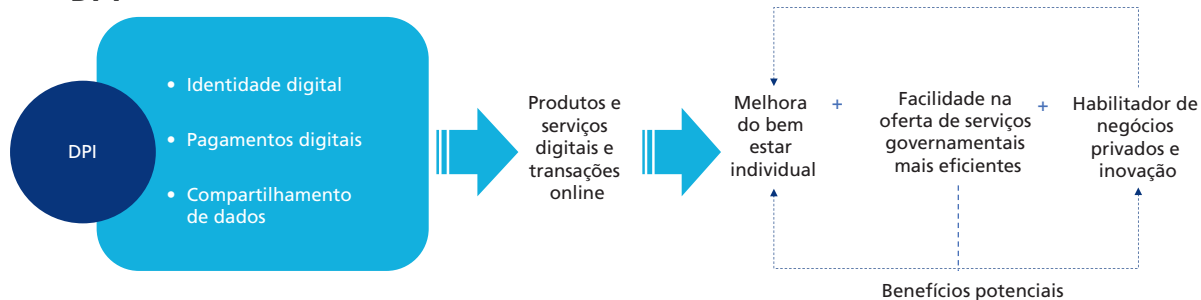 DPI
• Identidade digital
• Pagamentos digitais
• Compartilhamento
de dados
Produtos e
serviços
digitais e
transações
online
Melhora
do bem
estar
individual
+
Facilidade na
oferta de serviços
governamentais
mais eficientes
+
Habilitador de
negócios
privados e
inovação
Benefícios potenciais